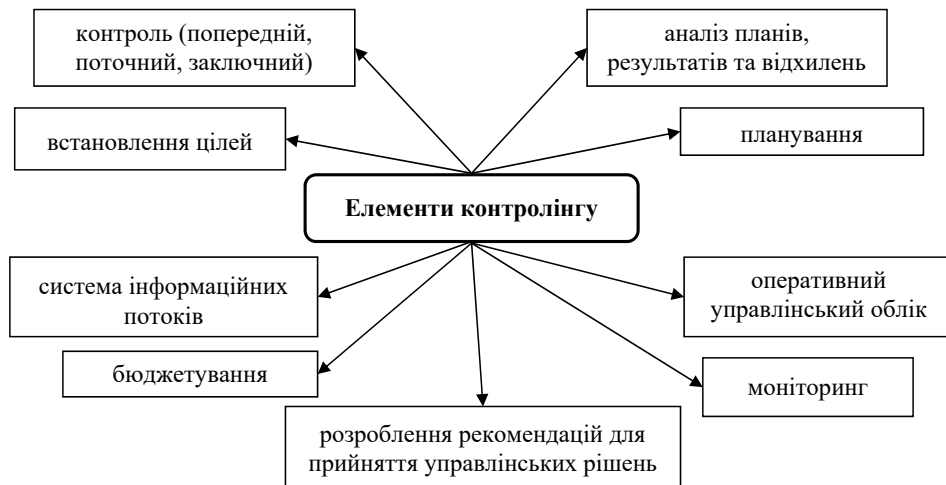 контроль (попередній,
поточний, заключний)
аналіз планів,
результатів та відхилень
встановлення цілей
планування
Елементи контролінгу
система інформаційних
потоків
оперативний
управлінський облік
бюджетування
моніторинг
розроблення рекомендацій для
прийняття управлінських рішень